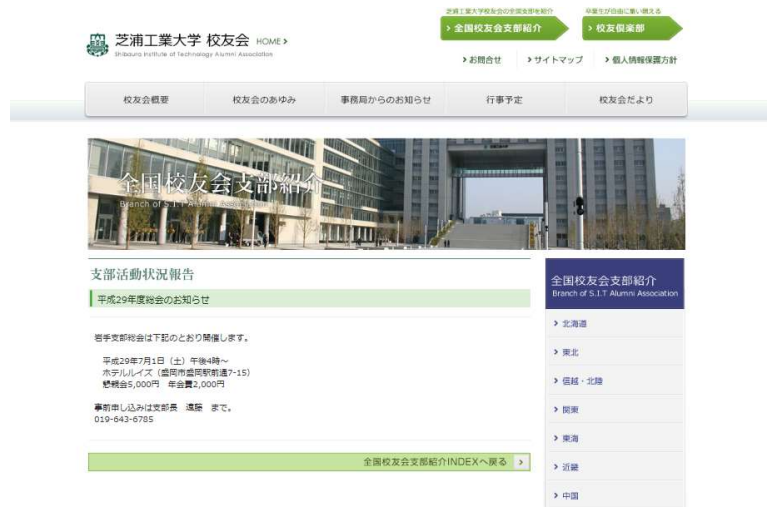 芝浦工業大学校友会の全国支部を紹介
卒業生が自由に集い憩える
全国校友会支部紹介
校友倶楽部
芝浦工業大学 校友会 HOME
Shibaura Institute of Technology Alumni Association
お問合せ
サイトマップ
個人情報保護方針
校友会概要
校友会のあゆみ
事務局からのお知らせ
行事予定
校友会だより
全国校友会支部紹介
Branch of S.I.T Alumni Association
支部活動状況報告
平成29年度総会のお知らせ
岩手支部総会は下記のとおり開催します。
平成29年7月1日(土)午後4時~
ホテルルイズ(盛岡市盛岡駅前通7-15)
懇親会5,000円 年会費2,000円
事前申し込みは支部長 遠藤 まで。
019-643-6785
全国校友会支部紹介INDEXへ戻る
全国校友会支部紹介
Branch of S.I.T Alumni Association
北海道
東北
信越・北陸
関東
東海
近畿
中国